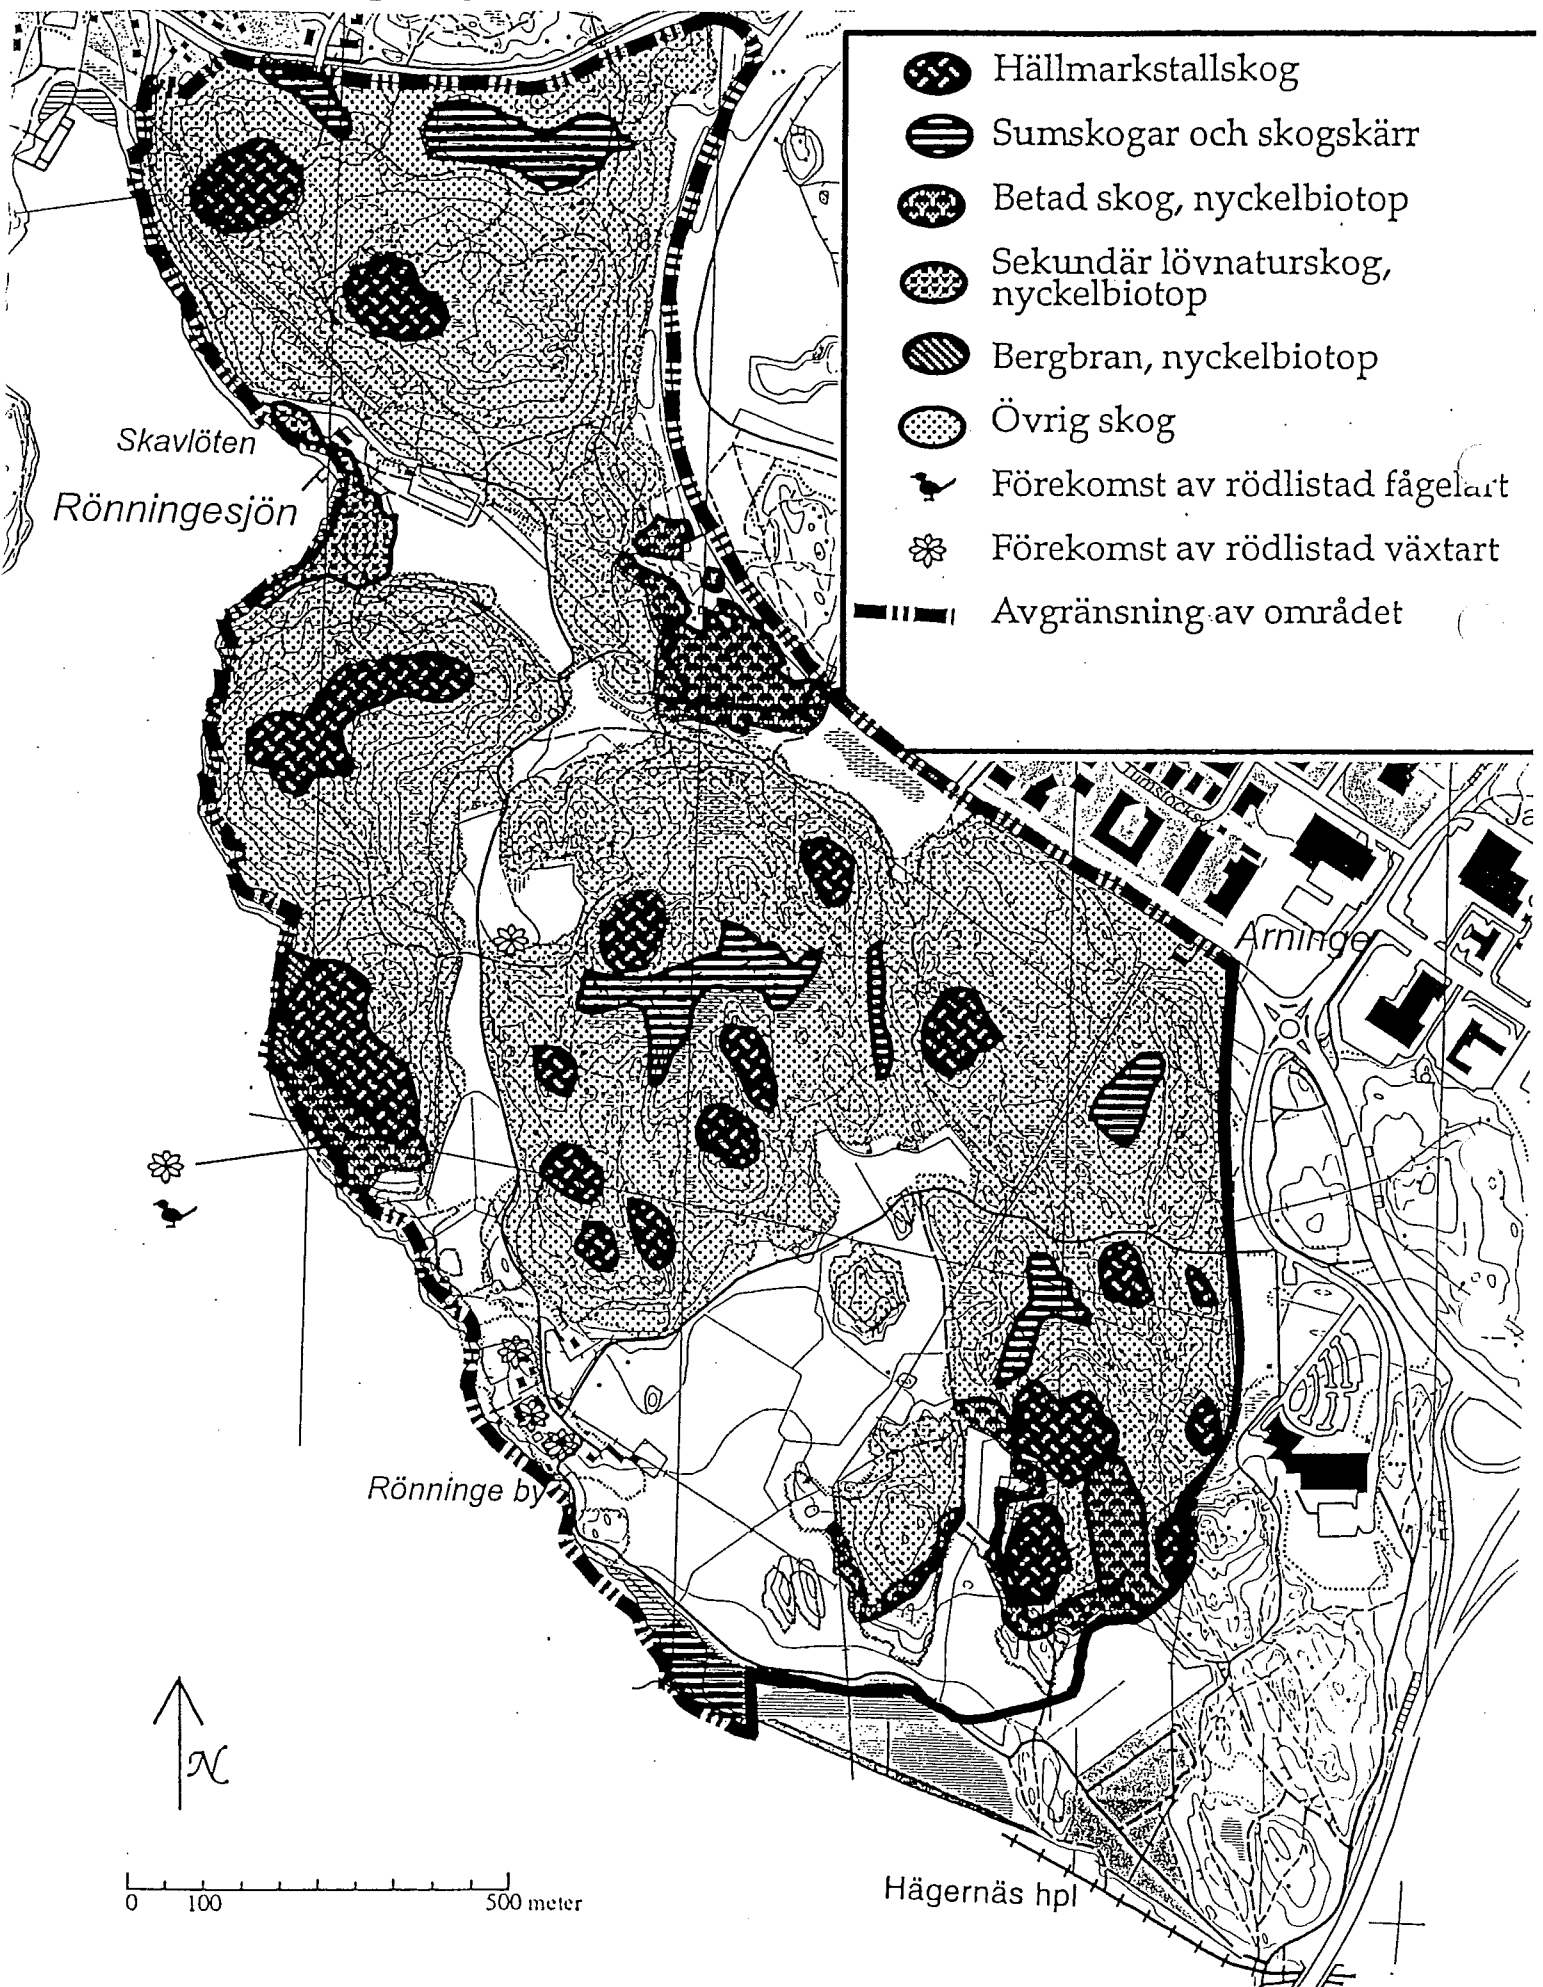 Hällmarkstallskog
Sumskogar och skogskärr
Betad skog, nyckelbiotop
Sekundär lövnaturskog,
nyckelbiotop
Bergbran, nyckelbiotop
Övrig skog
Förekomst av rödlistad fågelart
Förekomst av rödlistad växtart
Avgränsning av området
Skavlöten
Rönningesjön
Arninge
Rönninge by
N
0 100 500 meter
Hägernäs hpl